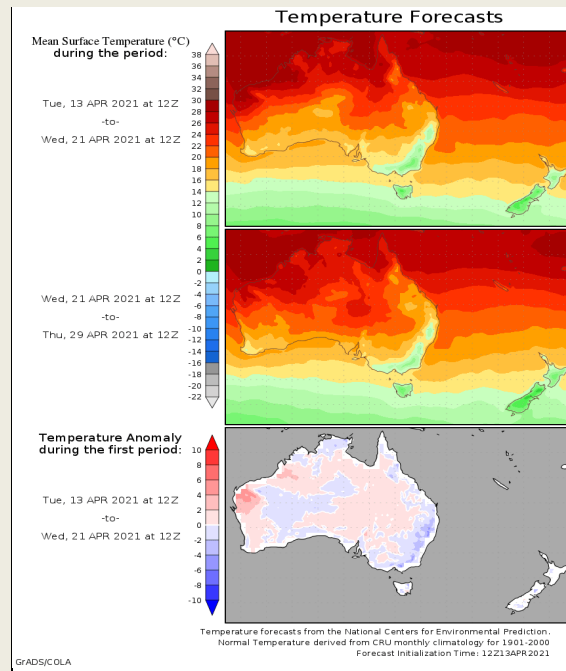 Temperature Forecasts
Mean Surface Temperature (°C)
during the period:
Tue, 13 APR 2021 at 12Z
-to-
Wed, 21 APR 2021 at 12Z
38
36
34
32
30
28
26
24
22
20
18
16
14
12
10
8
6
4
2
0
-2
-4
-6
-8
-10
-12
-14
-16
-18
-20
-22
Wed, 21 APR 2021 at 12Z
-to-
Thu, 29 APR 2021 at 12Z
Temperature Anomaly
during the first period:
Tue, 13 APR 2021 at 12Z
-to-
Wed, 21 APR 2021 at 12Z
10
8
6
4
2
0
-2
-4
-6
-8
-10
Temperature forecasts from the National Centers for Environmental Prediction.
Normal Temperature derived from CRU monthly climatology for 1901-2000
Forecast Initialization Time: 12Z13APR2021
GrADS/COLA